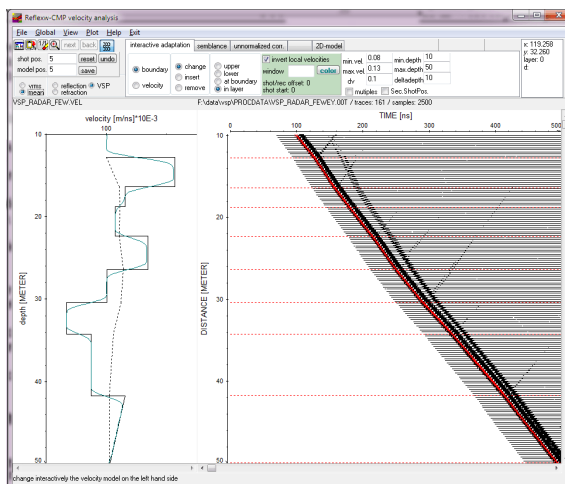 Reflexw-CMP velocity analysis
File Global View Plot Help Exit
next back
shot pos. 5 reset undo
model pos. 5 save
vrms reflection VSP
mean refraction
interactive adaptation semblance unnormalized corr. 2D-model
boundary change upper
insert lower
velocity remove at boundary
in layer
invert local velocities
window color
shot/rec offset: 0
shot start: 0
min.vel. 0.08 min.depth 10
max.vel 0.13 max.depth 50
dv 0.1 deltadepth 10
muliples Sec.ShotPos.
x: 119.258
y: 32.260
layer: 0
d:
VSP_RADAR_FEW.VEL F:\data\vsp\PROCDATA\VSP_RADAR_FEWEY.00T / traces: 161 / samples: 2500
velocity [m/ns]*10E-3
100
depth [METER]
10
20
30
40
50
TIME [ns]
0 100 200 300 400 500
DISTANCE [METER]
10
20
30
40
50
change interactively the velocity model on the left hand side